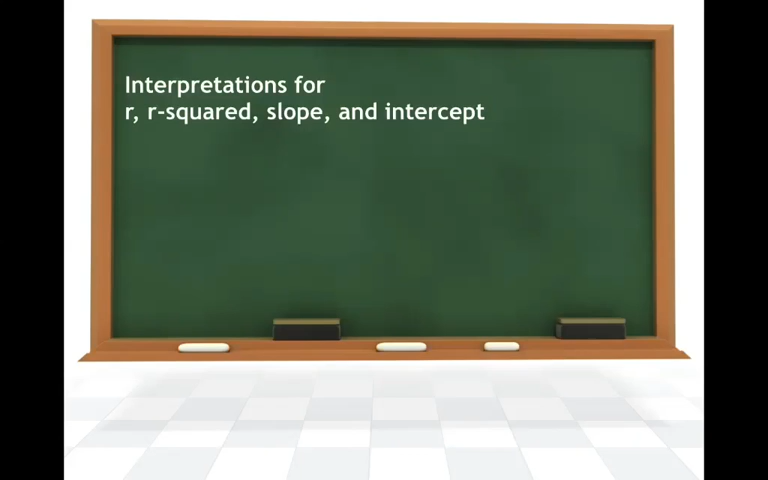 Interpretations for
r, r-squared, slope, and intercept